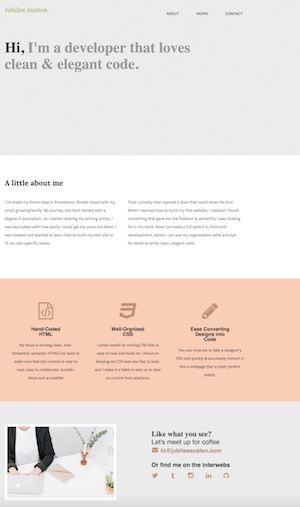 Jubilee Austen
ABOUT WORK CONTACT
Hi, I'm a developer that loves
clean & elegant code.
A little about me
I've made my home base in Providence, Rhode Island with my
small growing family. My journey into tech started with a
degree in journalism. As I started sharing my writing online, I
was fascinated with how easily I could get my voice out there. I
was hooked and wanted to learn how to build my own site to
fit my own specific needs.
That curiosity then opened a door that could never be shut.
When I learned how to build my first website, I realized I found
something that gave me the freedom & versatility I was looking
for in my work. Now I've made a full switch to front-end
development, where I can use my organization skills and eye
for detail to write clean, elegant code.
Hand-Coded
HTML
My focus is writing clean, well-
formatted, semantic HTML5 by hand to
make sure that the content is easy to
read, easy to collaborate, trouble-
shoot and accessible.
Well-Orgnized
CSS
I pride myself on writing CSS that is
easy to read and build on. I focus on
keeping my CSS lean and fast to load,
and I make it a habit to stay up to date
on current best practices.
Ease Converting
Designs into
Code
You can trust me to take a designer's
PSD and quickly & accurately convert it
into a webpage that is pixel-perfect
match.
Like what you see?
Let's meet up for coffee
hi@jubileeausten.com
Or find me on the interwebs